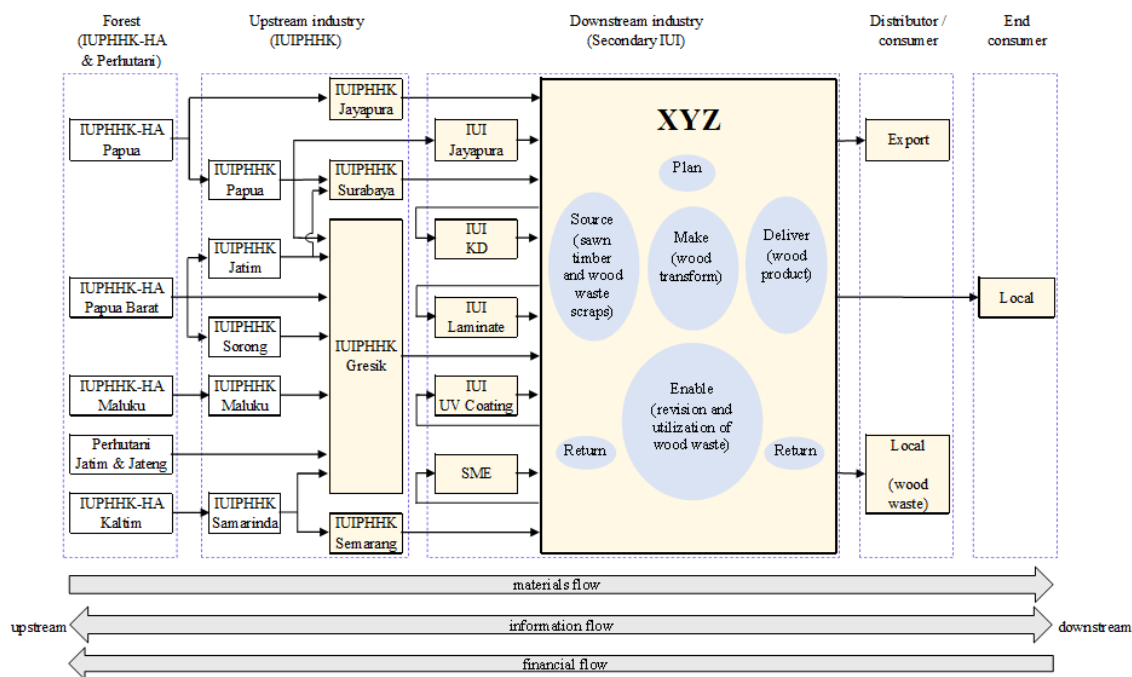 Forest
(IUPHHK-HA
& Perhutani)
Upstream industry
(IUIPHHK)
Downstream industry
(Secondary IUI)
Distributor /
consumer
End
consumer
IUPHHK-HA
Papua
IUPHHK-HA
Papua Barat
IUPHHK-HA
Maluku
Perhutani
Jatim & Jateng
IUPHHK-HA
Kaltim
IUIPHHK
Papua
IUIPHHK
Jatim
IUIPHHK
Sorong
IUIPHHK
Maluku
IUIPHHK
Samarinda
IUIPHHK
Jayapura
IUIPHHK
Surabaya
IUIPHHK
Gresik
IUIPHHK
Semarang
IUI
Jayapura
IUI
KD
IUI
Laminate
IUI
UV Coating
SME
XYZ
Plan
Source
(sawn
timber
and wood
waste
scraps)
Make
(wood
transform)
Deliver
(wood
product)
Enable
(revision and
utilization of
wood waste)
Return
Return
Export
Local
(wood
waste)
Local
materials flow
upstream
information flow
downstream
financial flow